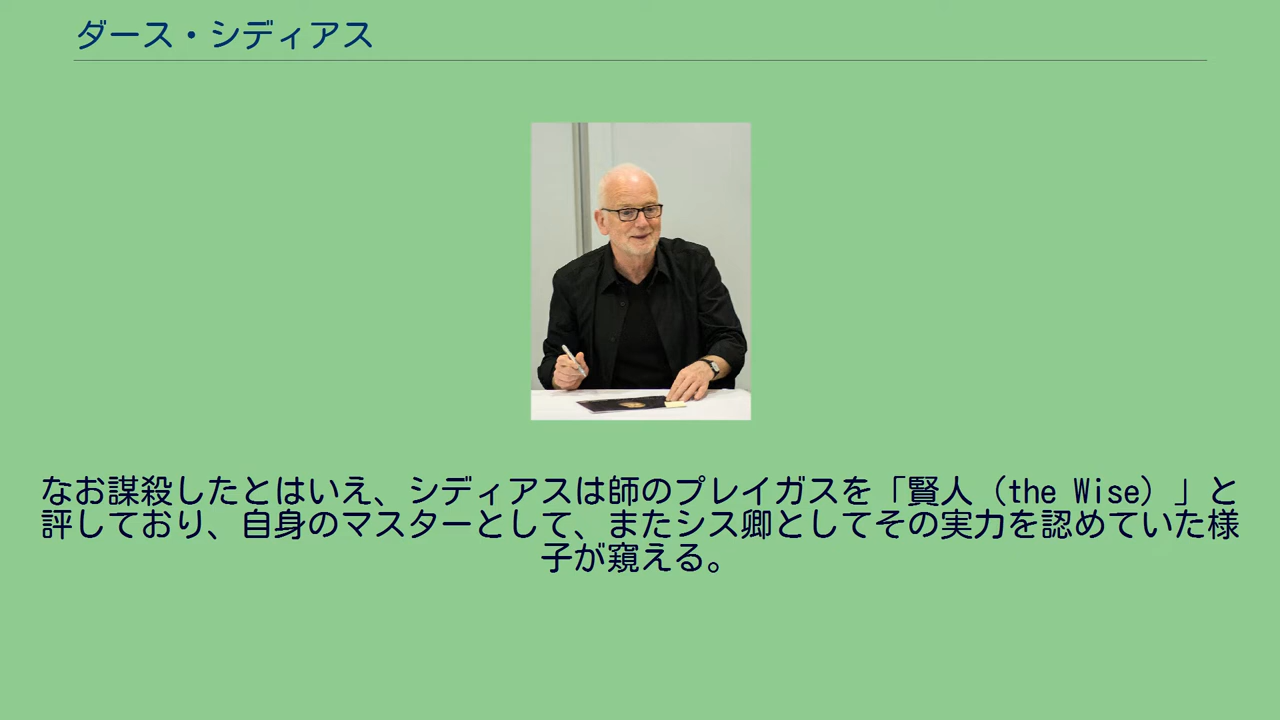 ダース・シディアス
なお謀殺したとはいえ、シディアスは師のプレイガスを「賢人（the Wise）」と
評しており、自身のマスターとして、またシス卿としてその実力を認めていた様
子が窺える。